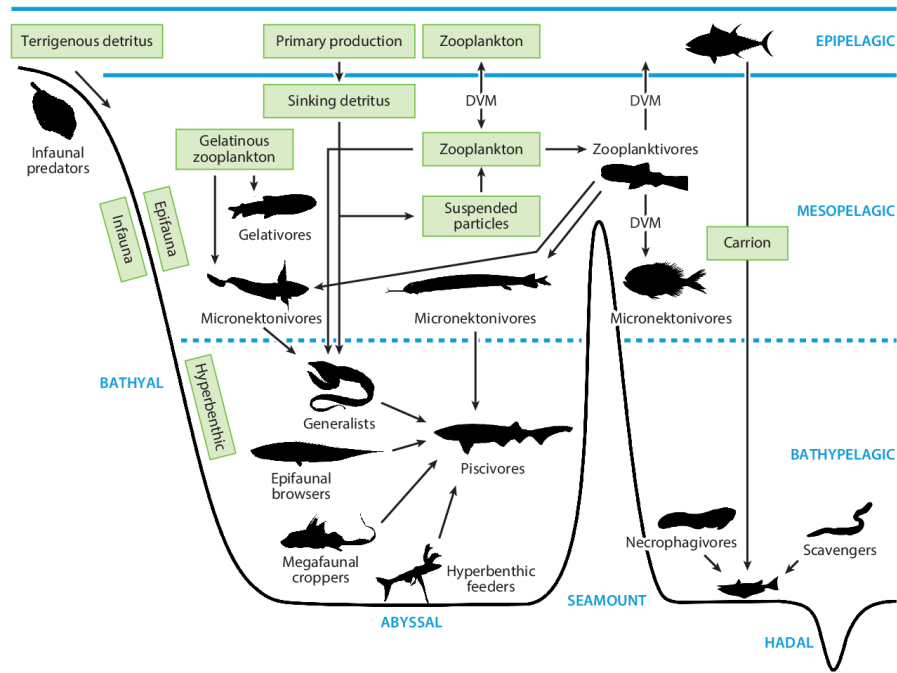 Terrigenous detritus
Primary production
Zooplankton
EPIPELAGIC
Sinking detritus
DVM
DVM
Infaunal
predators
Gelatinous
zooplankton
Zooplankton
Zooplanktivores
Infauna
Epifauna
Gelativores
Suspended
particles
MESOPELAGIC
DVM
Carrion
Micronektonivores
Micronektonivores
Micronektonivores
BATHYAL
Hyperbenthic
Generalists
Piscivores
BATHYPELAGIC
Epifaunal
browsers
Megafaunal
croppers
Hyperbenthic
feeders
Necrophagivores
Scavengers
SEAMOUNT
ABYSSAL
HADAL